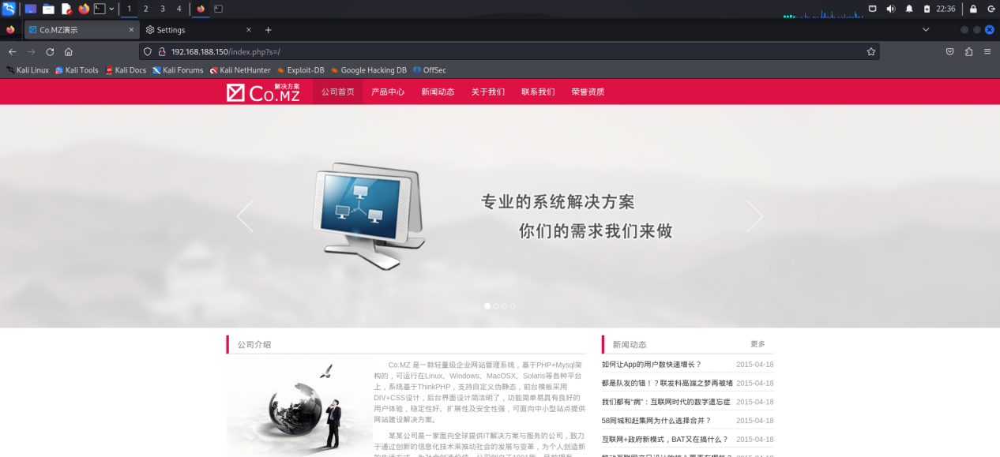 1 2 3 4 22:36
Co.MZ演示 Settings
192.168.188.150/index.php?s=/
Kali Linux Kali Tools Kali Docs Kali Forums Kali NetHunter Exploit-DB Google Hacking DB OffSec
解决方案
Co.MZ 公司首页 产品中心 新闻动态 关于我们 联系我们 荣誉资质
专业的系统解决方案
你们的需求我们来做
公司介绍
Co.MZ 是一款轻量级企业网站管理系统，基于PHP+Mysql架
构的，可运行在Linux、Windows、MacOSX、Solaris等各种平台
上，系统基于ThinkPHP，支持自定义伪静态，前台模板采用
DIV+CSS设计，后台界面设计简洁明了，功能简单易具有良好的
用户体验，稳定性好、扩展性及安全性强，可面向中小型站点提供
网站建设解决方案。
某某公司是一家面向全球提供IT解决方案与服务的公司，致力
于通过创新的信息化技术来推动社会的发展与变革，为个人创造新
新闻动态 更多
如何让App的用户数快速增长？ 2015-04-18
都是队友的错！？联发科高端之梦再被堵 2015-04-18
我们都有“病”：互联网时代的数字遗忘症 2015-04-18
58同城和赶集网为什么选择合并？ 2015-04-18
互联网+政府新模式，BAT又在搞什么？ 2015-04-18